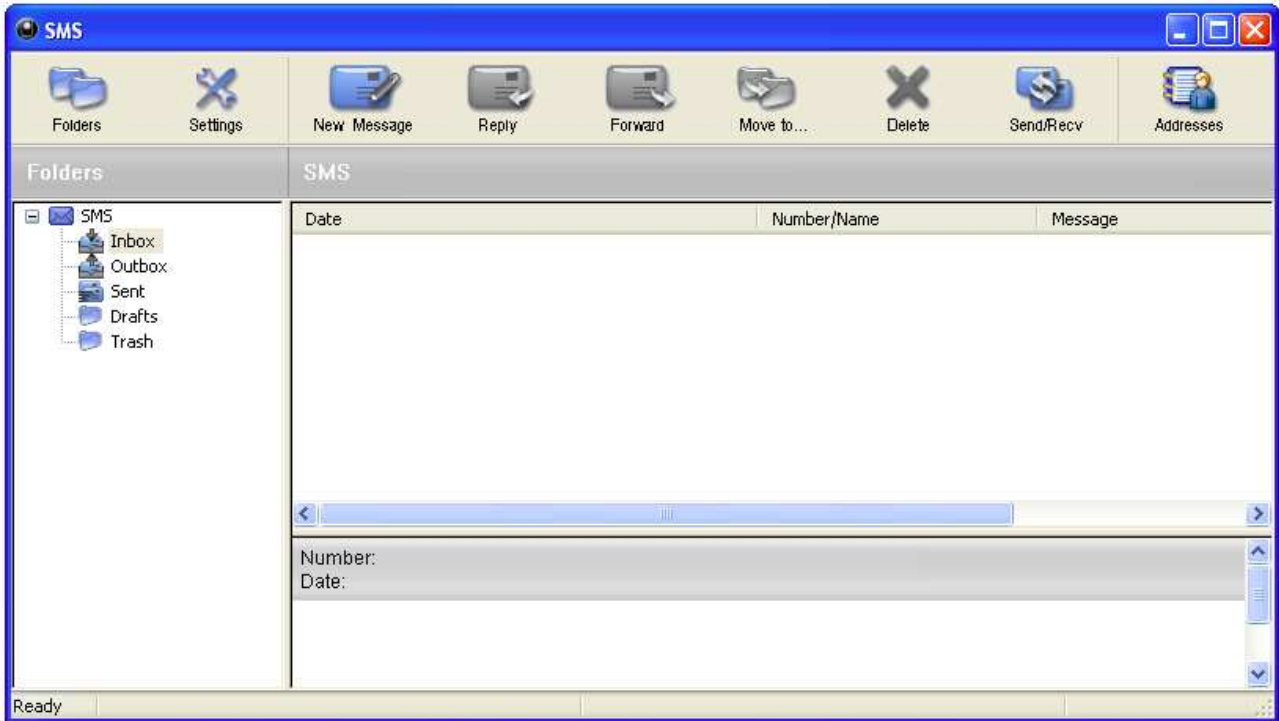 SMS
Folders Settings New Message Reply Forward Move to... Delete Send/Recv Addresses
Folders SMS
SMS
Inbox
Outbox
Sent
Drafts
Trash
Date Number/Name Message
Number:
Date:
Ready